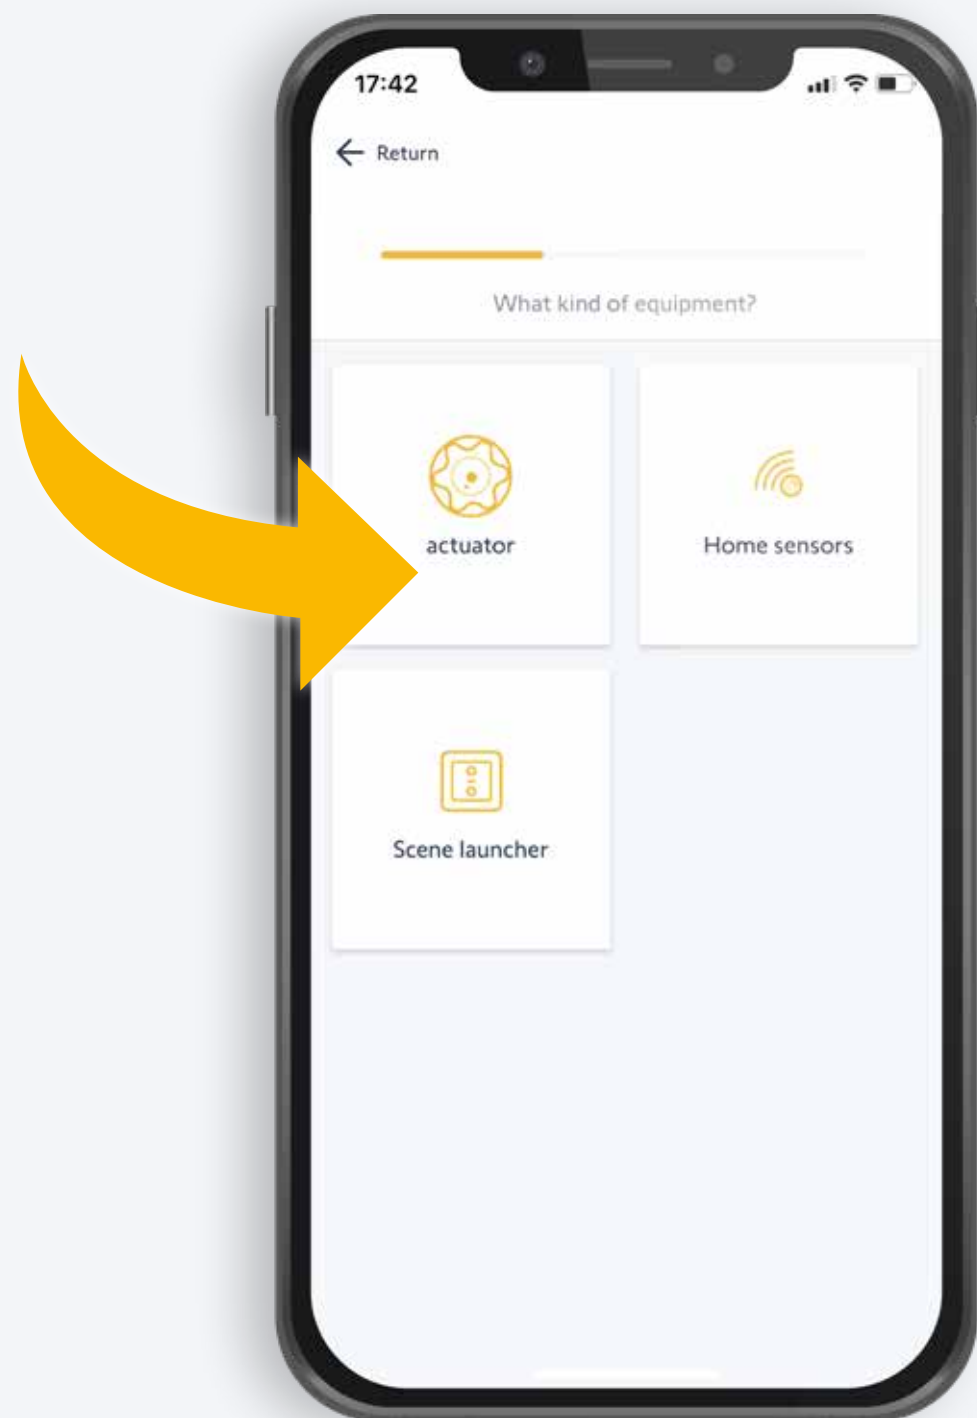 17:42
Return
What kind of equipment?
actuator
Home sensors
Scene launcher